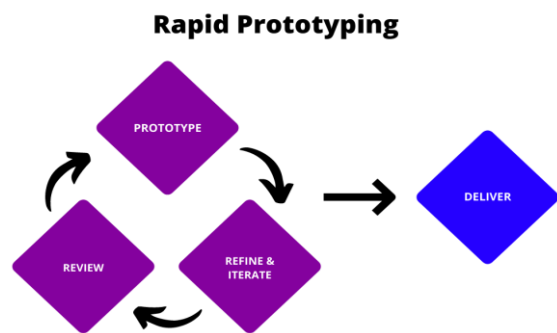 Rapid Prototyping
PROTOTYPE
DELIVER
REVIEW
REFINE &
ITERATE